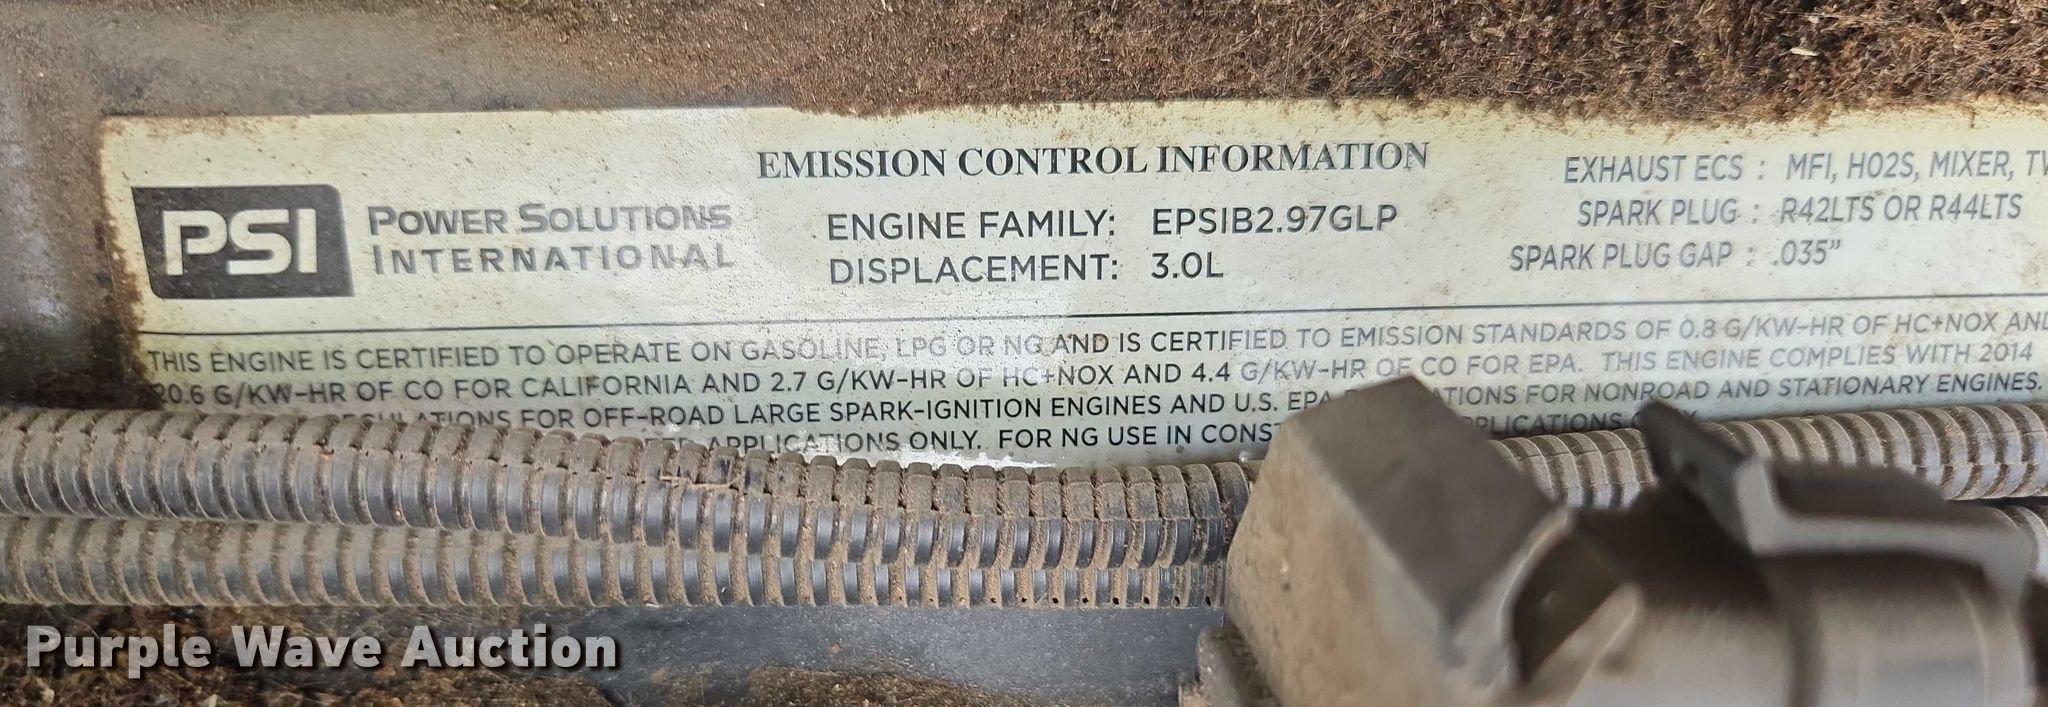 EMISSION CONTROL INFORMATION
PSI
POWER SOLUTIONS
INTERNATIONAL
ENGINE FAMILY: EPSIB2.97GLP
DISPLACEMENT: 3.0L
EXHAUST ECS : MFI, HO2S, MIXER,
SPARK PLUG : R42LTS OR R44LTS
SPARK PLUG GAP : .035"
THIS ENGINE IS CERTIFIED TO OPERATE ON GASOLINE, LPG OR NG AND IS CERTIFIED TO EMISSION STANDARDS OF 0.8 G/KW-HR OF HC+NOX AND
20.6 G/KW-HR OF CO FOR CALIFORNIA AND 2.7 G/KW-HR OF HC+NOX AND 4.4 G/KW-HR OF CO FOR EPA. THIS ENGINE COMPLIES WITH 2014
FOR OFF-ROAD LARGE SPARK-IGNITION ENGINES AND U.S. EPA FOR NONROAD AND STATIONARY ENGINES.
APPLICATIONS ONLY. FOR NG USE IN
Purple Wave Auction